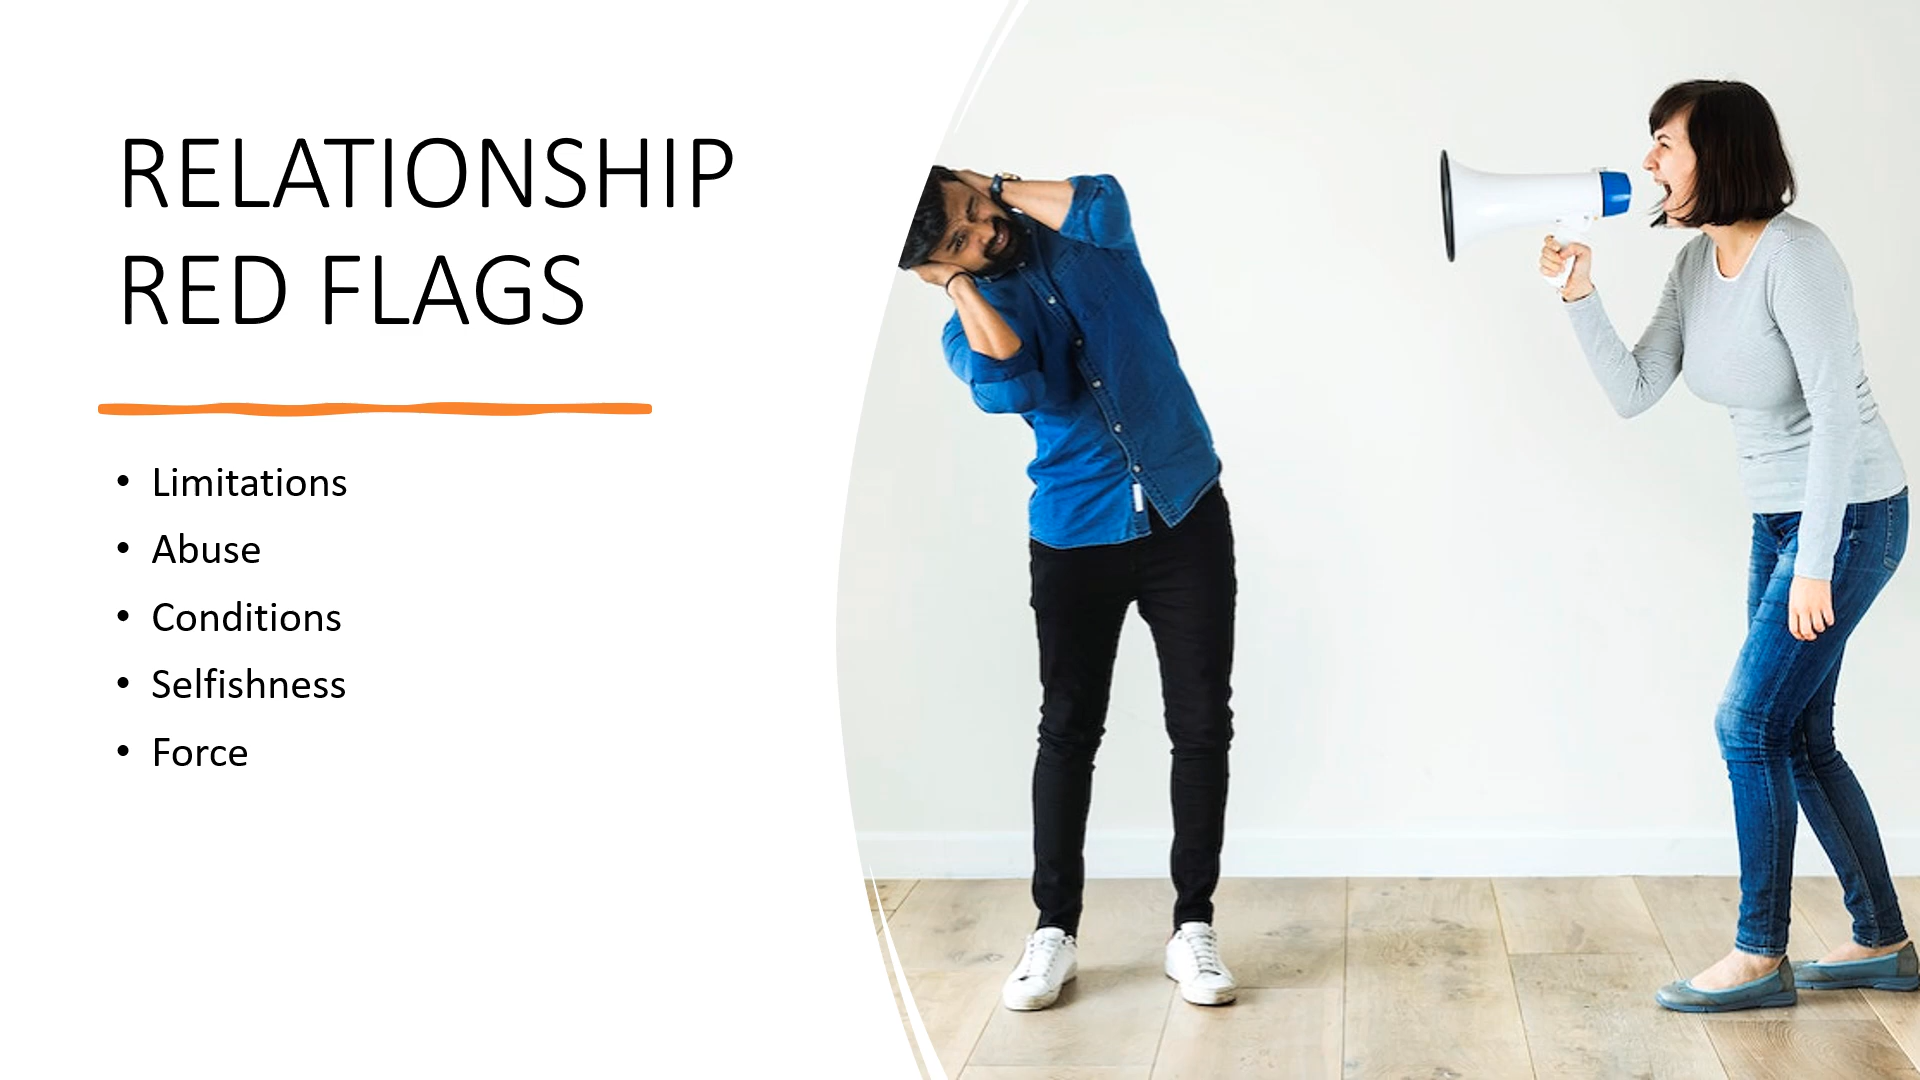 RELATIONSHIP
RED FLAGS
• Limitations
• Abuse
• Conditions
• Selfishness
• Force